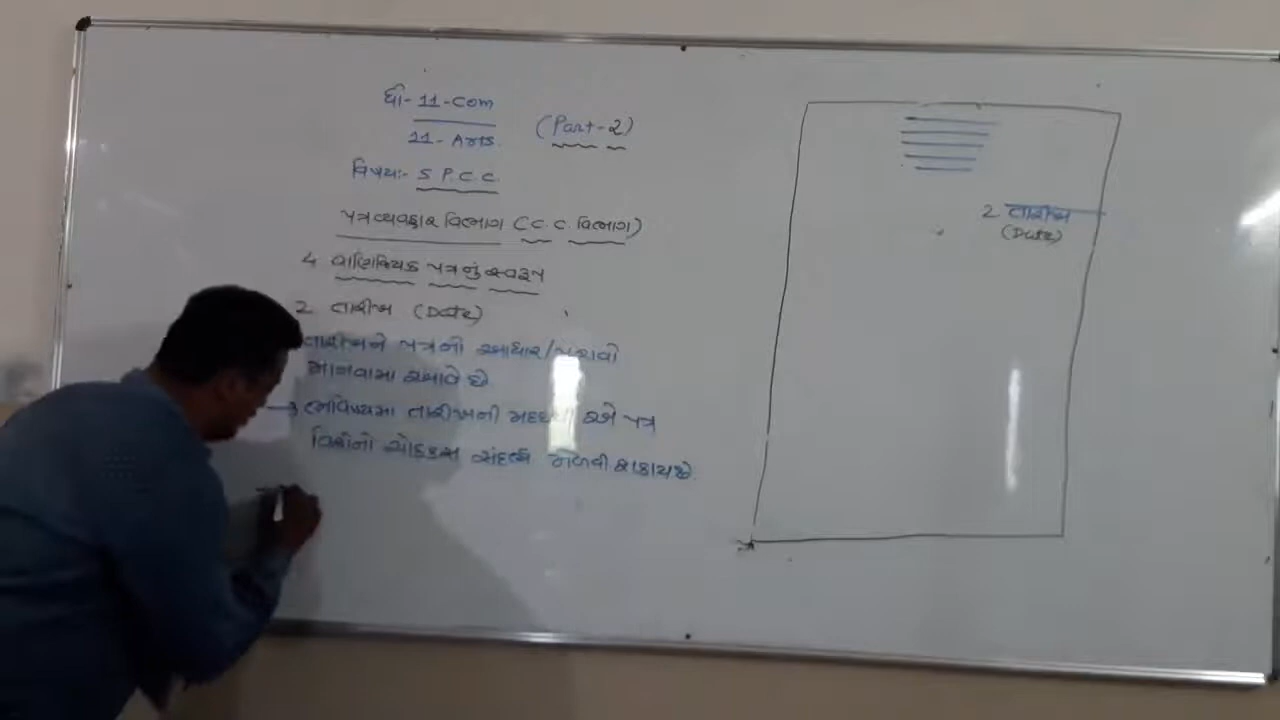 ધો- 11 - Com
11 - Arts
(Part-2)
વિષય:- S P.C.C.
પત્રવ્યવહાર વિભાગ (C.C. વિભાગ)
4 વાણિજ્યિક પત્રનું સ્વરૂપ
2 તારીખ (Date)
તારીખને પત્રનો આધાર/પુરાવો
માનવામાં આવે છે
→ ભવિષ્યમાં તારીખની મદદથી એ પત્ર
વિશેનો ચોક્કસ સંદર્ભ મેળવી શકાય છે.
2 તારીખ
(Date)